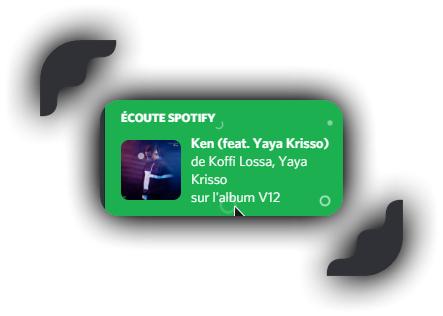 ÉCOUTE SPOTIFY
Ken (feat. Yaya Krisso)
de Koffi Lossa, Yaya
Krisso
sur l'album V12